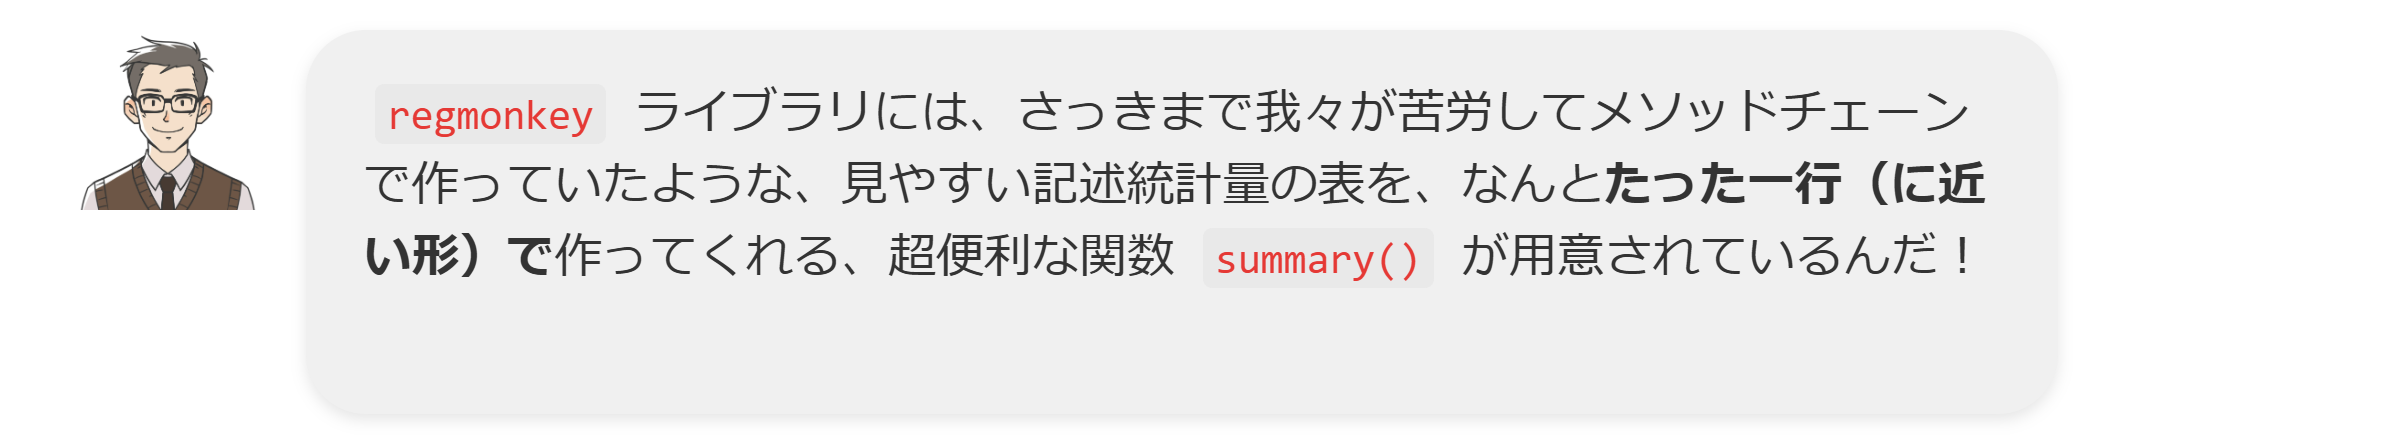 regmonkey ライブラリには、さっきまで我々が苦労してメソッドチェーン
で作っていたような、見やすい記述統計量の表を、なんとたった一行（に近
い形）で作ってくれる、超便利な関数 summary() が用意されているんだ！